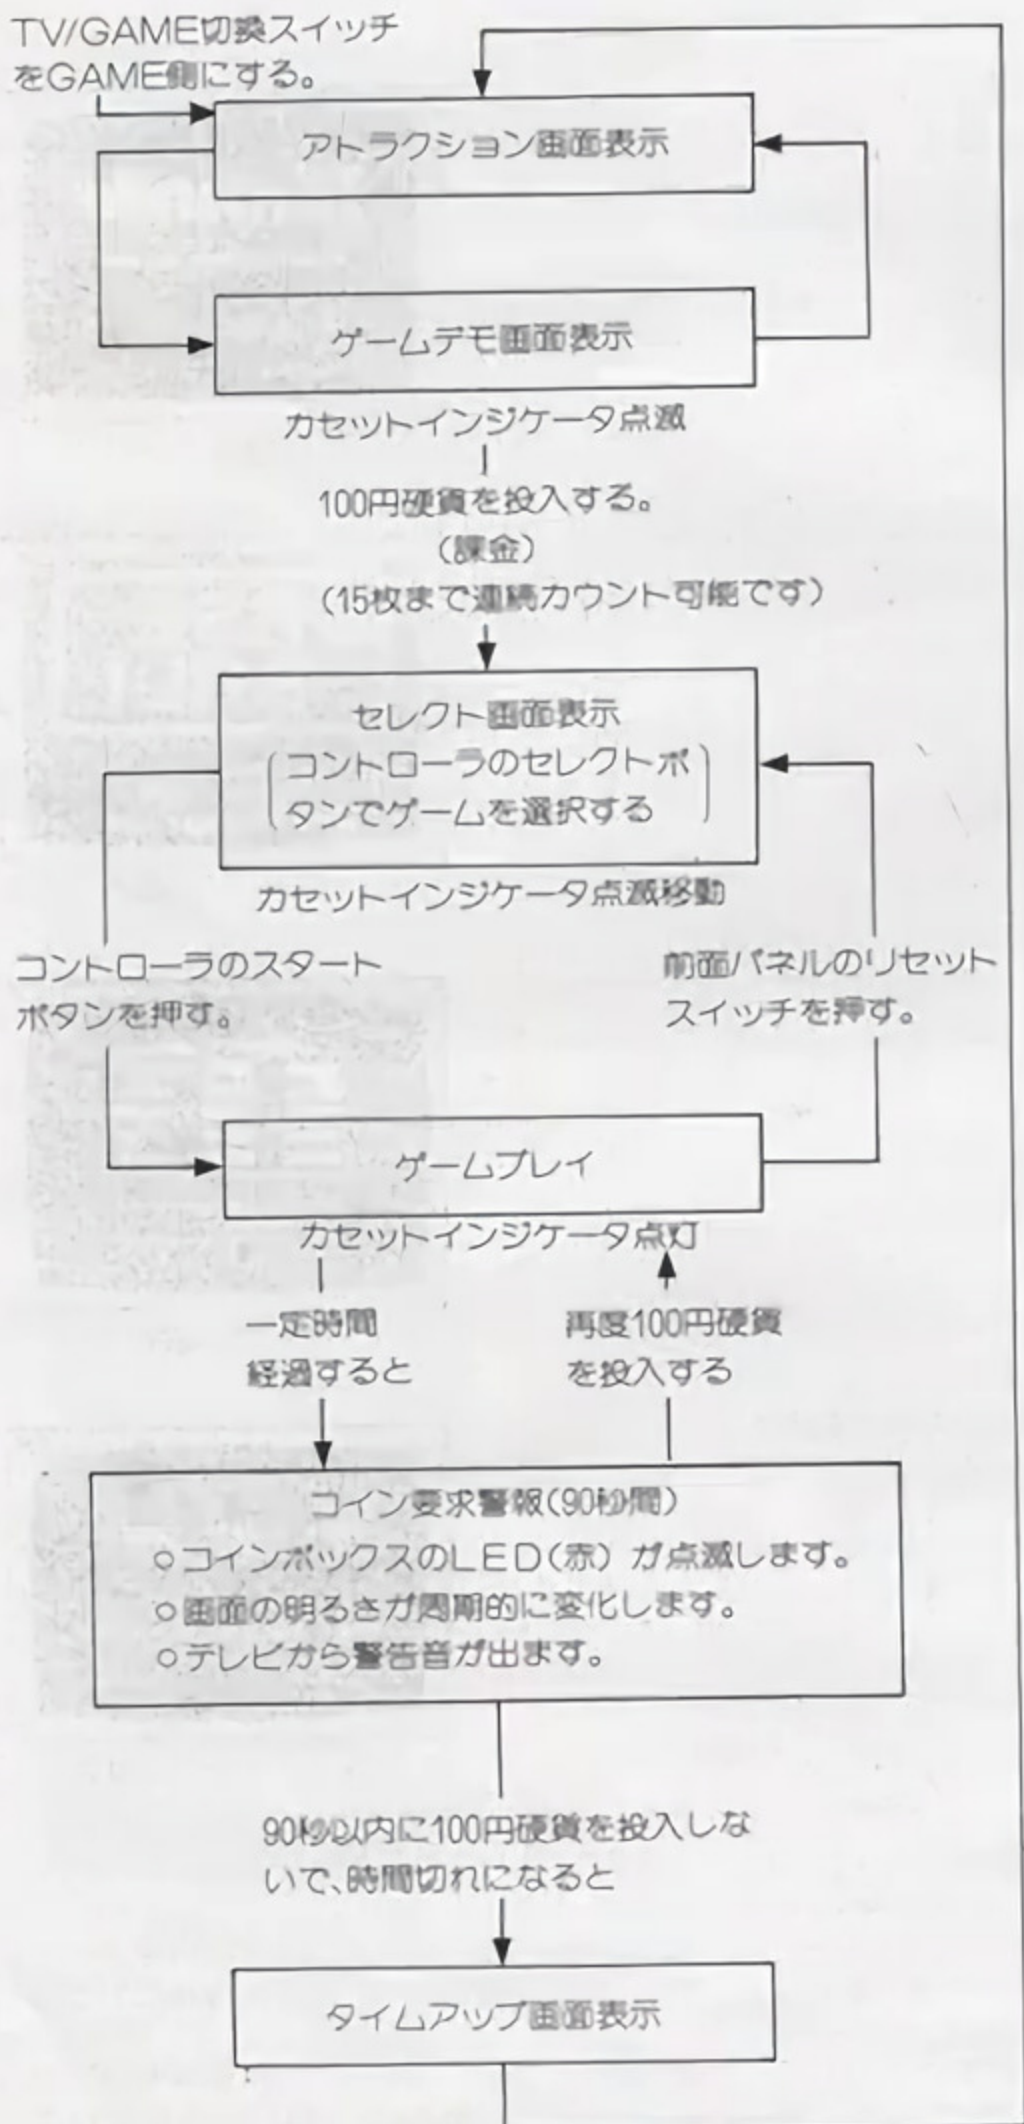 TV/GAME切換スイッチ
をGAME側にする。
アトラクション画面表示
ゲームデモ画面表示
カセットインジケータ点滅
100円硬貨を投入する。
(課金)
(15枚まで連続カウント可能です)
セレクト画面表示
(コントローラのセレクトボ
タンでゲームを選択する)
カセットインジケータ点滅移動
コントローラのスタート
ボタンを押す。
前面パネルのリセット
スイッチを押す。
ゲームプレイ
カセットインジケータ点灯
一定時間
経過すると
再度100円硬貨
を投入する
コイン要求警報(90秒間)
○コインボックスのLED(赤)が点滅します。
○画面の明るさが周期的に変化します。
○テレビから警告音が出ます。
90秒以内に100円硬貨を投入しな
いで、時間切れになると
タイムアップ画面表示